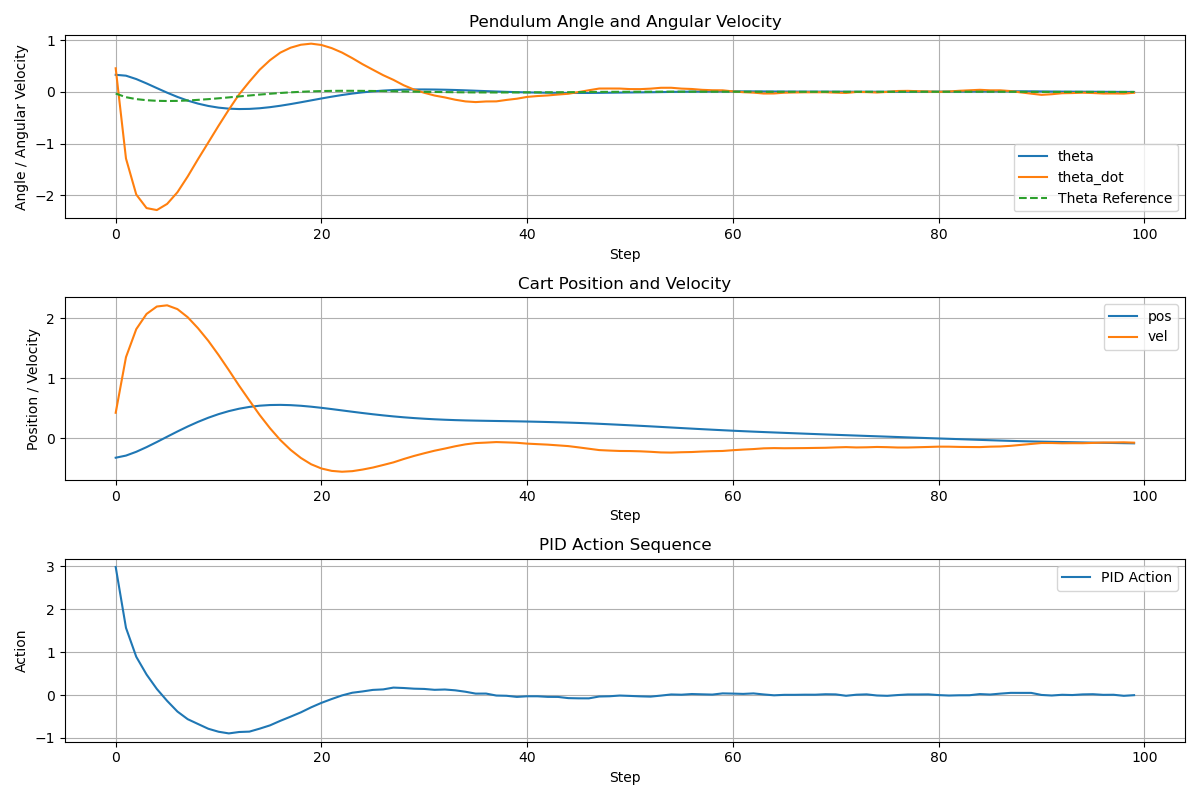 Pendulum Angle and Angular Velocity
Angle / Angular Velocity
1
0
−1
−2
theta
theta_dot
Theta Reference
0 20 40 60 80 100
Step
Cart Position and Velocity
Position / Velocity
2
1
0
pos
vel
0 20 40 60 80 100
Step
PID Action Sequence
Action
3
2
1
0
−1
PID Action
0 20 40 60 80 100
Step